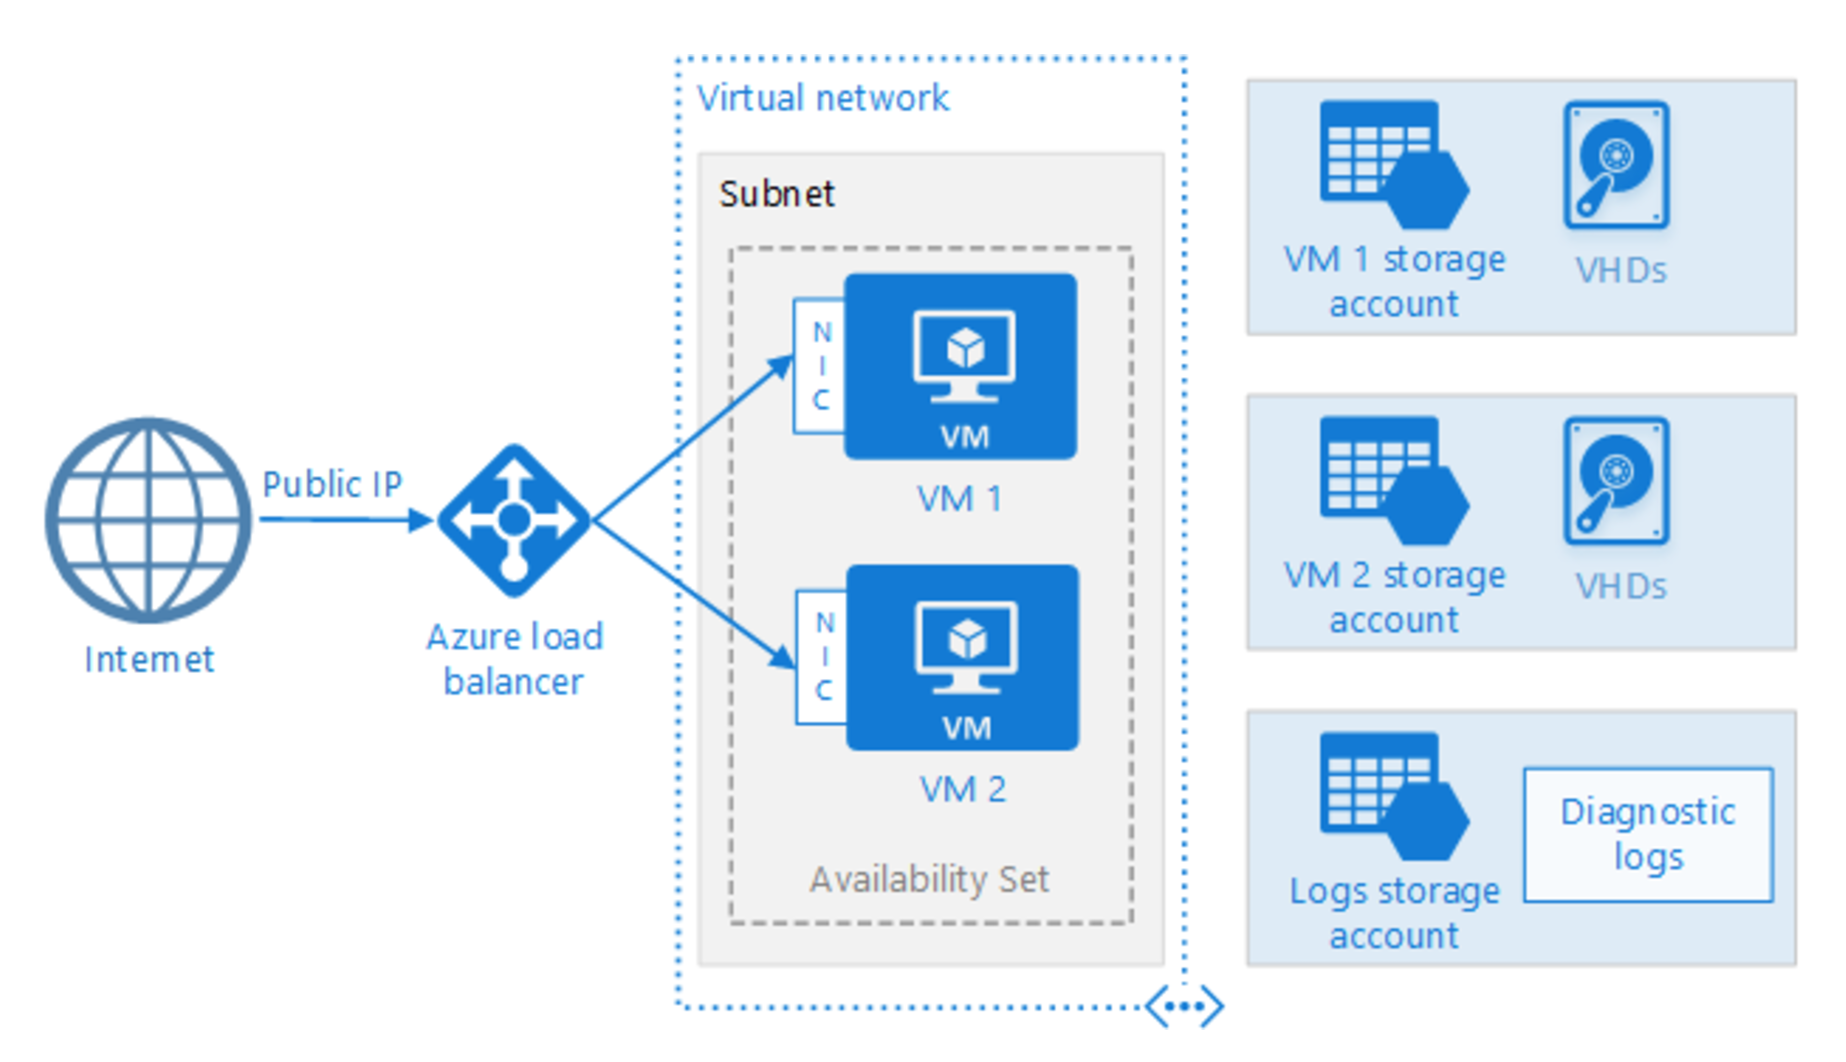 Virtual network
Subnet
N
I
C
VM
VM 1
N
I
C
VM
VM 2
Availability Set
Public IP
Internet
Azure load
balancer
VM 1 storage
account
VHDs
VM 2 storage
account
VHDs
Logs storage
account
Diagnostic
logs